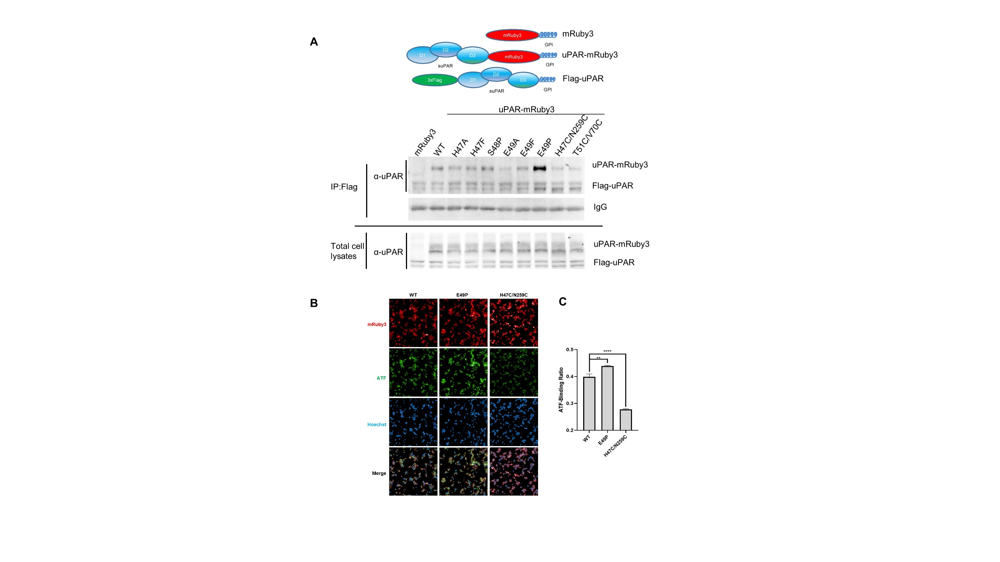 A
mRuby3
mRuby3
GPI
D1
D2
D3
mRuby3
uPAR-mRuby3
suPAR
GPI
3xFlag
D1
D2
D3
Flag-uPAR
suPAR
GPI
uPAR-mRuby3
mRuby3
WT
H47A
H47F
S48P
E49A
E49F
E49P
H47C/N259C
T51C/V70C
IP:Flag
α-uPAR
uPAR-mRuby3
Flag-uPAR
IgG
Total cell
lysates
α-uPAR
uPAR-mRuby3
Flag-uPAR
B
WT
E49P
H47C/N259C
mRuby3
ATF
Hoechst
Merge
C
ATF-Binding Ratio
0.5
0.4
0.3
0.2
****
**
WT
E49P
H47C/N259C